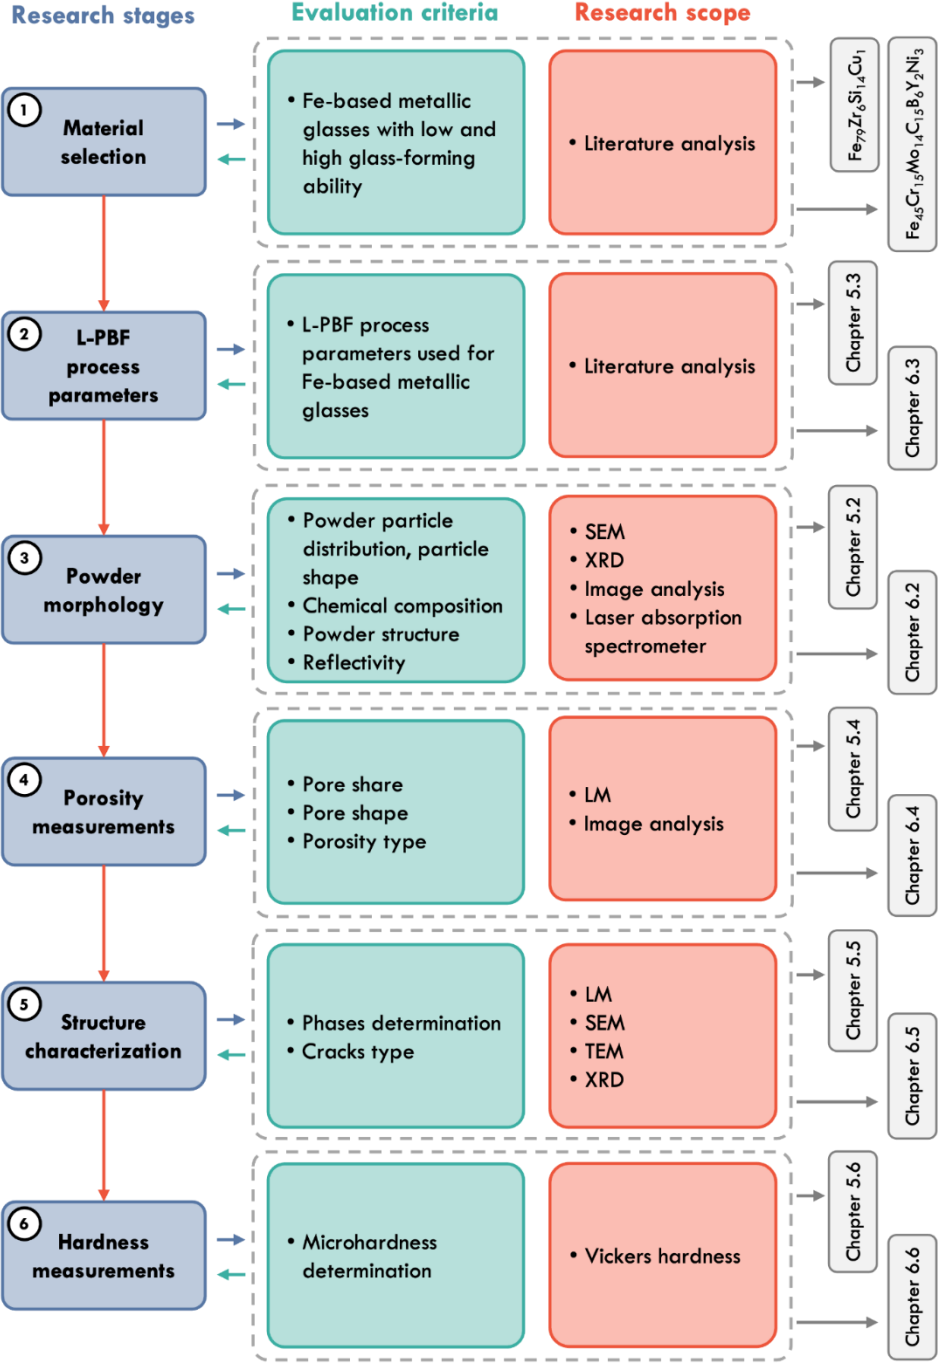 Research stages
Evaluation criteria
Research scope
1
Material
selection
• Fe-based metallic
glasses with low and
high glass-forming
ability
• Literature analysis
Fe79Zr6Si14Cu1
Fe45Cr15Mo14C15B6Y2Ni3
2
L-PBF
process
parameters
• L-PBF process
parameters used for
Fe-based metallic
glasses
• Literature analysis
Chapter 5.3
Chapter 6.3
3
Powder
morphology
• Powder particle
distribution, particle
shape
• Chemical composition
• Powder structure
• Reflectivity
• SEM
• XRD
• Image analysis
• Laser absorption
spectrometer
Chapter 5.2
Chapter 6.2
4
Porosity
measurements
• Pore share
• Pore shape
• Porosity type
• LM
• Image analysis
Chapter 5.4
Chapter 6.4
5
Structure
characterization
• Phases determination
• Cracks type
• LM
• SEM
• TEM
• XRD
Chapter 5.5
Chapter 6.5
6
Hardness
measurements
• Microhardness
determination
• Vickers hardness
Chapter 5.6
Chapter 6.6